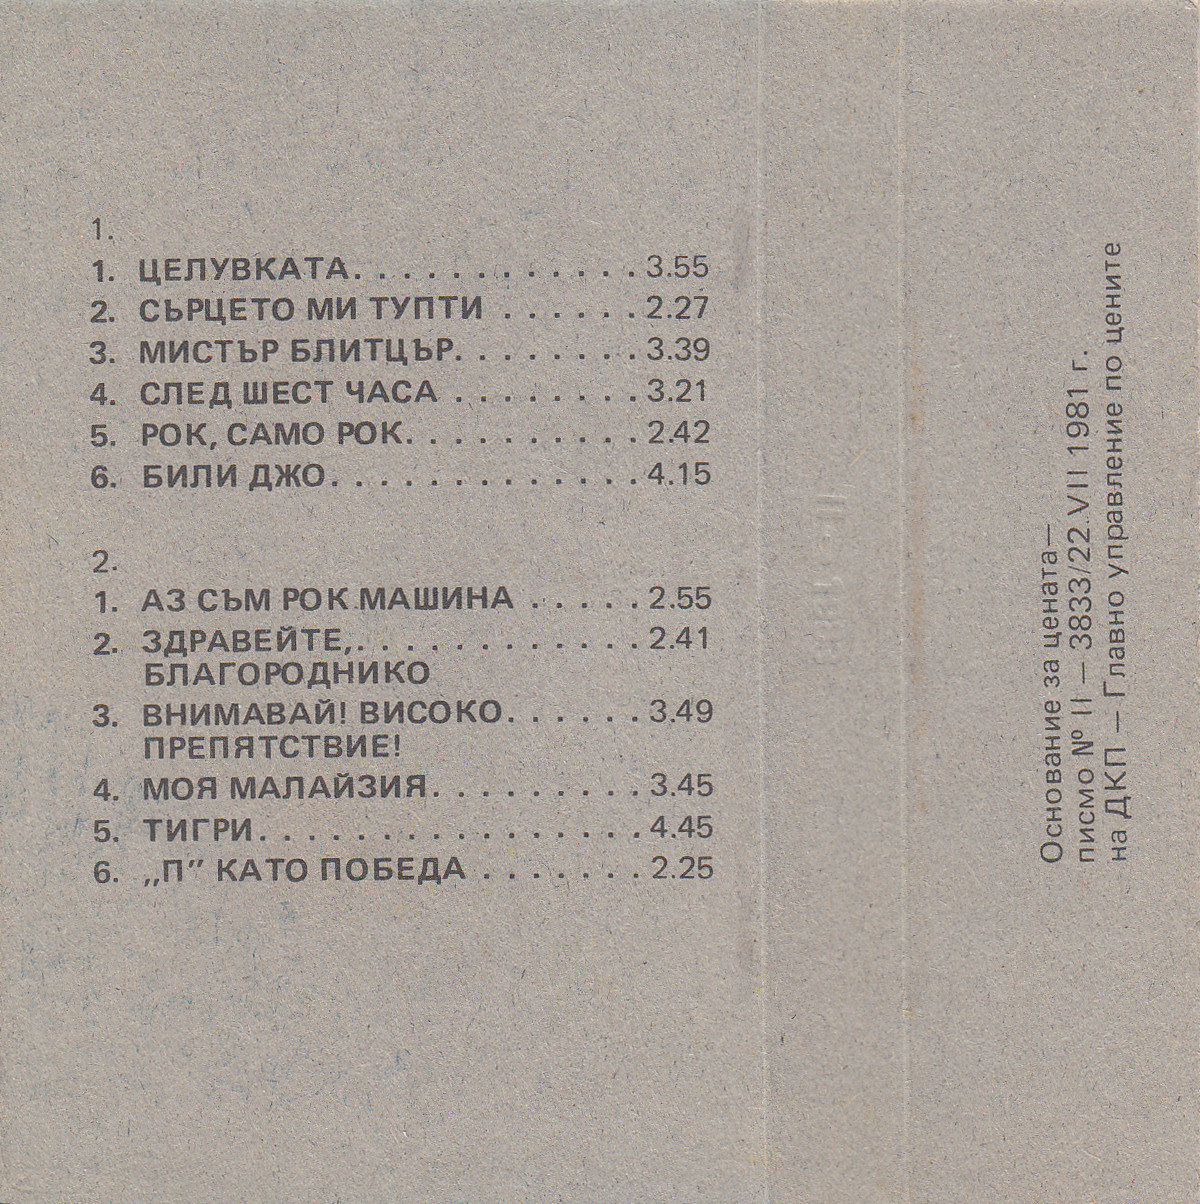 1.
1. ЦЕЛУВКАТА. . . . . . . . . . . . . 3.55
2. СЪРЦЕТО МИ ТУПТИ . . . . . . 2.27
3. МИСТЪР БЛИТЦЪР. . . . . . . . 3.39
4. СЛЕД ШЕСТ ЧАСА . . . . . . . . 3.21
5. РОК, САМО РОК. . . . . . . . . . 2.42
6. БИЛИ ДЖО. . . . . . . . . . . . . 4.15
2.
1. АЗ СЪМ РОК МАШИНА . . . . . 2.55
2. ЗДРАВЕЙТЕ,. . . . . . . . . . . . 2.41
БЛАГОРОДНИКО
3. ВНИМАВАЙ! ВИСОКО. . . . . . 3.49
ПРЕПЯТСТВИЕ!
4. МОЯ МАЛАЙЗИЯ. . . . . . . . . 3.45
5. ТИГРИ. . . . . . . . . . . . . . . . 4.45
6. „П” КАТО ПОБЕДА . . . . . . . 2.25
Основание за цената—
писмо № II — 3833/22.VII 1981 г.
на ДКП — Главно управление по цените